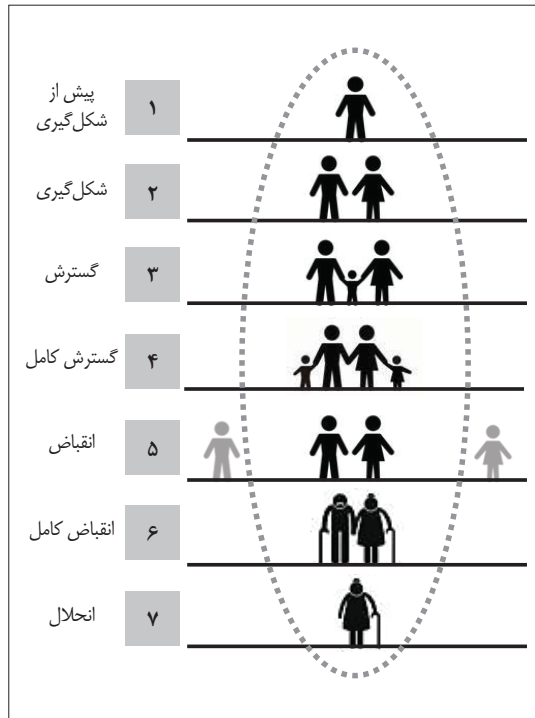 ۱ پیش از
شکل‌گیری
۲ شکل‌گیری
۳ گسترش
۴ گسترش کامل
۵ انقباض
۶ انقباض کامل
۷ انحلال